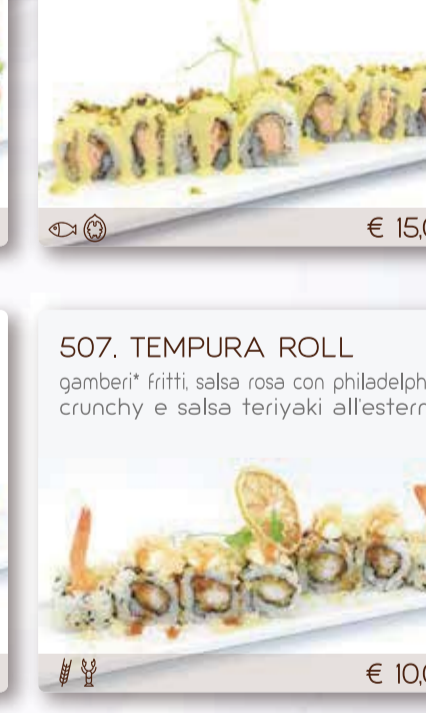 € 15,0
507. TEMPURA ROLL
gamberi* fritti, salsa rosa con philadelph
crunchy e salsa teriyaki all'estern
€ 10,0